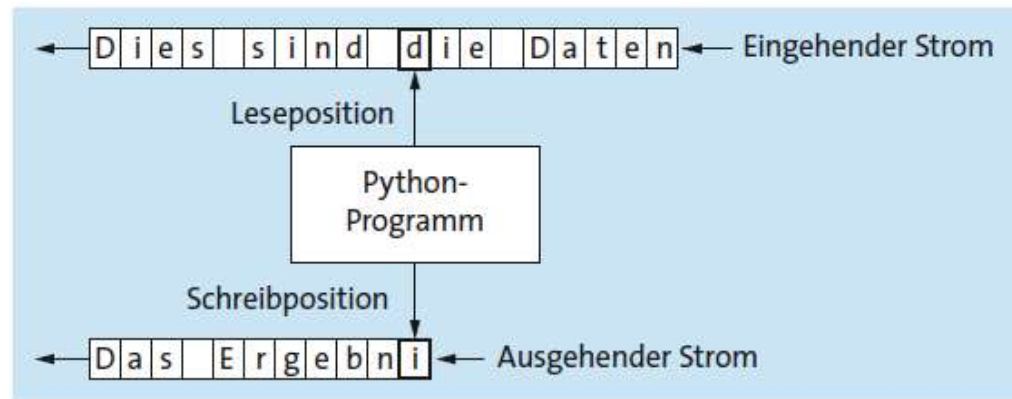 Dies sind die Daten Eingehender Strom
Leseposition
Python-
Programm
Schreibposition
Das Ergebni Ausgehender Strom